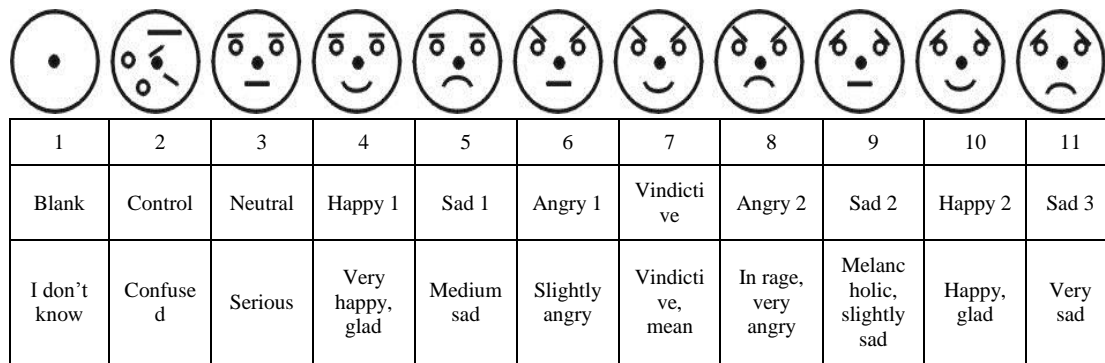 1 2 3 4 5 6 7 8 9 10 11
Blank Control Neutral Happy 1 Sad 1 Angry 1 Vindicti
ve Angry 2 Sad 2 Happy 2 Sad 3
I don't
know Confuse
d Serious Very
happy,
glad Medium
sad Slightly
angry Vindicti
ve,
mean In rage,
very
angry Melanc
holic,
slightly
sad Happy,
glad Very
sad